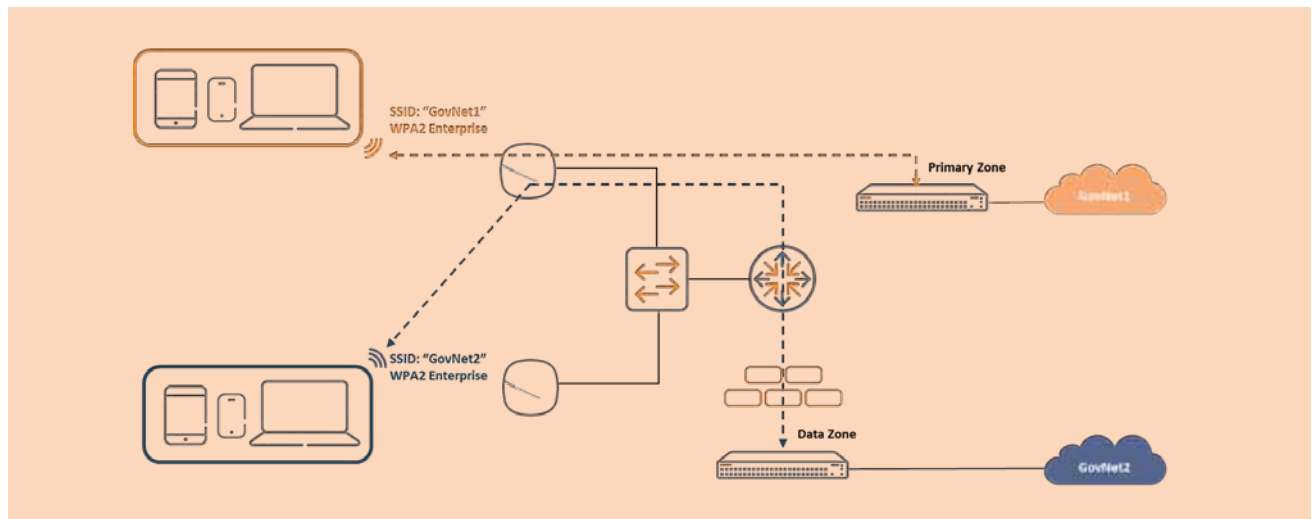 SSID: “GovNet1”
WPA2 Enterprise
Primary Zone
GovNet1
SSID: “GovNet2”
WPA2 Enterprise
Data Zone
GovNet2